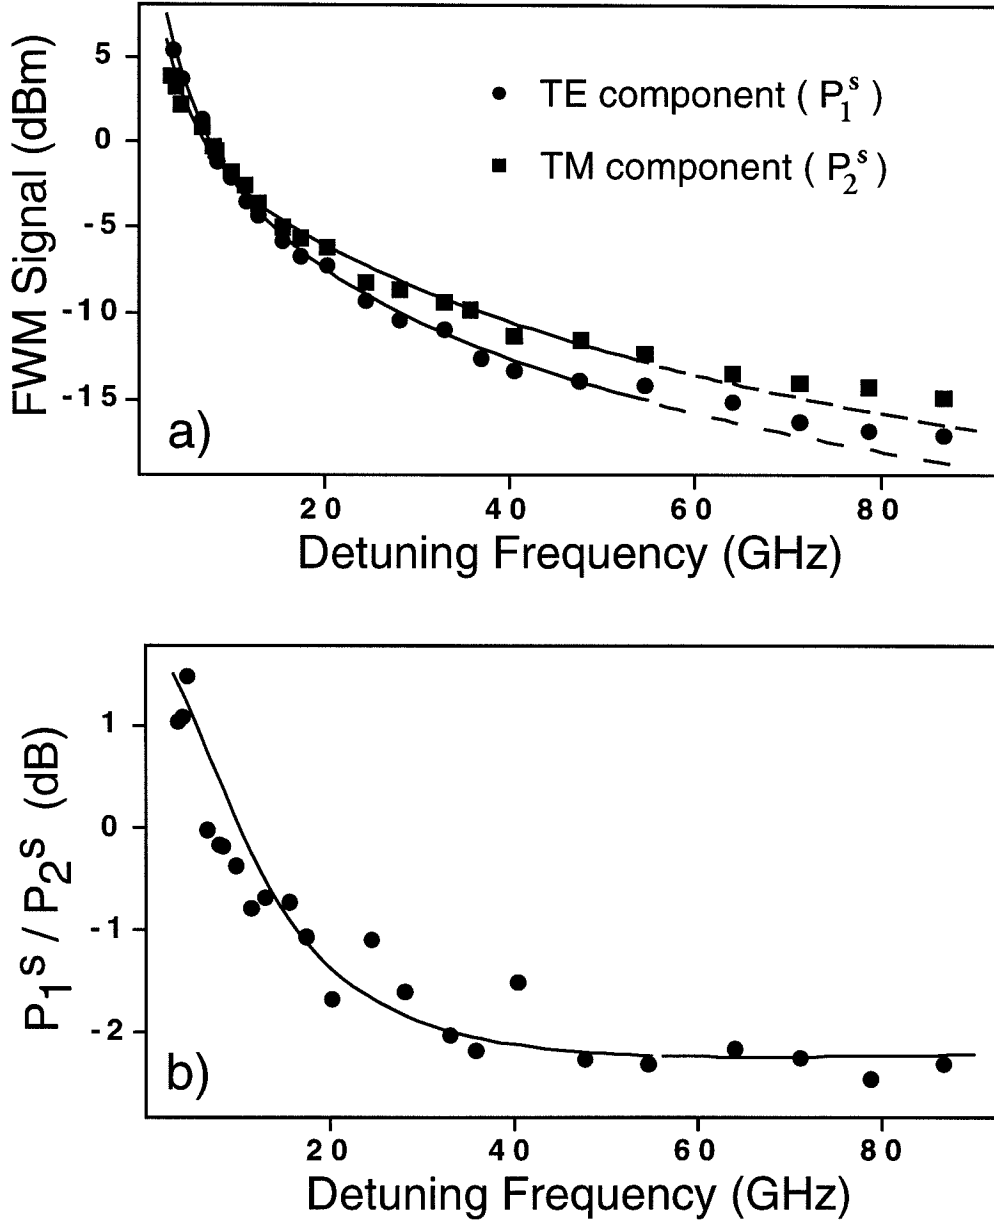 FWM Signal (dBm)
5
0
-5
-10
-15
TE component ( P₁ˢ )
TM component ( P₂ˢ )
a)
20 40 60 80
Detuning Frequency (GHz)
P₁ˢ / P₂ˢ (dB)
1
0
-1
-2
b)
20 40 60 80
Detuning Frequency (GHz)